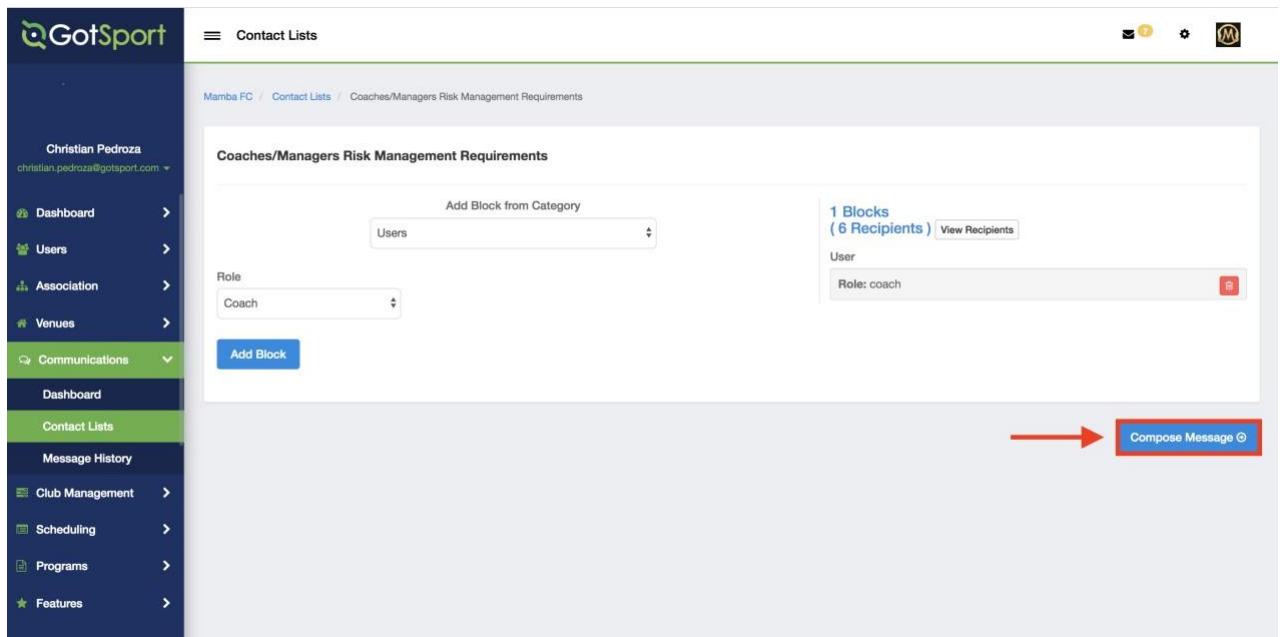 GotSport
Contact Lists
7
Mamba FC / Contact Lists / Coaches/Managers Risk Management Requirements
Christian Pedroza
christian.pedroza@gotsport.com
Dashboard
Users
Association
Venues
Communications
Dashboard
Contact Lists
Message History
Club Management
Scheduling
Programs
Features
Coaches/Managers Risk Management Requirements
Add Block from Category
Users
Role
Coach
Add Block
1 Blocks
( 6 Recipients ) View Recipients
User
Role: coach
Compose Message